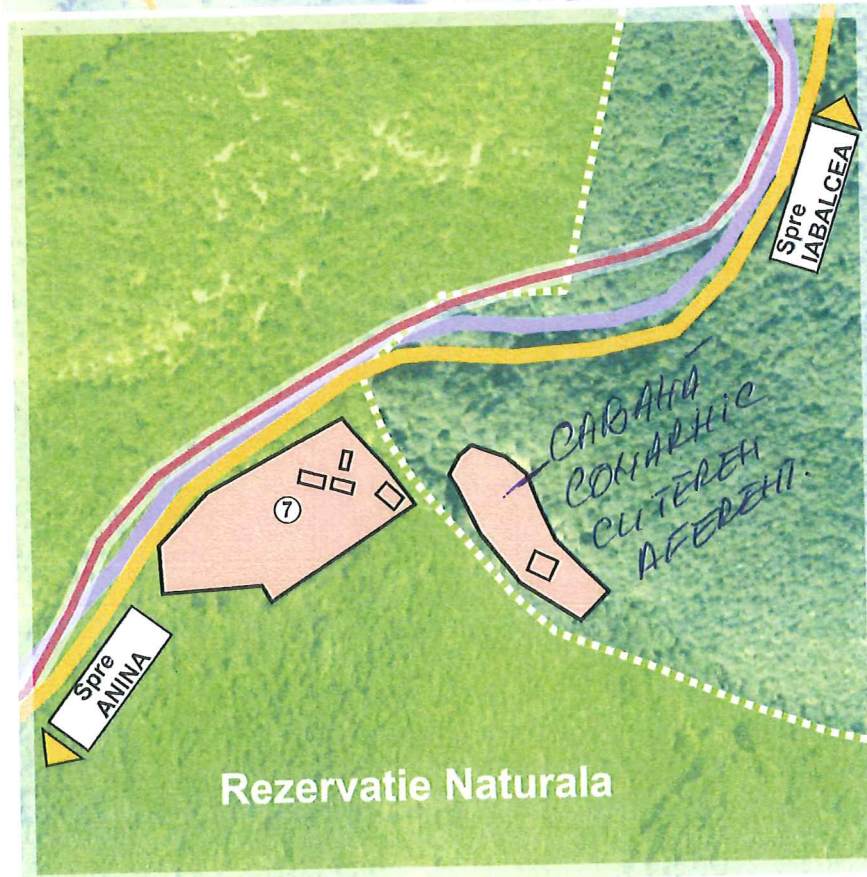 Spre
IABALCEA
CABANĂ
COMARNIC
CU TEREN
AFERENT.
7
Spre
ANINA
Rezervatie Naturala